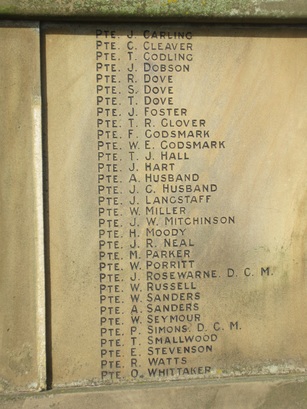 PTE. J. CARLING
PTE. C. CLEAVER
PTE. T. CODLING
PTE. J. DOBSON
PTE. R. DOVE
PTE. S. DOVE
PTE. T. DOVE
PTE. J. FOSTER
PTE. T. R. GLOVER
PTE. F. GODSMARK
PTE. W. E. GODSMARK
PTE. T. J. HALL
PTE. J. HART
PTE. A. HUSBAND
PTE. J. G. HUSBAND
PTE. J. LANGSTAFF
PTE. W. MILLER
PTE. J. W. MITCHINSON
PTE. H. MOODY
PTE. J. R. NEAL
PTE. M. PARKER
PTE. W. PORRITT
PTE. J. ROSEWARNE. D. C. M.
PTE. W. RUSSELL
PTE. W. SANDERS
PTE. A. SANDERS
PTE. W. SEYMOUR
PTE. P. SIMONS. D. C. M.
PTE. T. SMALLWOOD
PTE. E. STEVENSON
PTE. R. WATTS
PTE. O. WHITTAKER